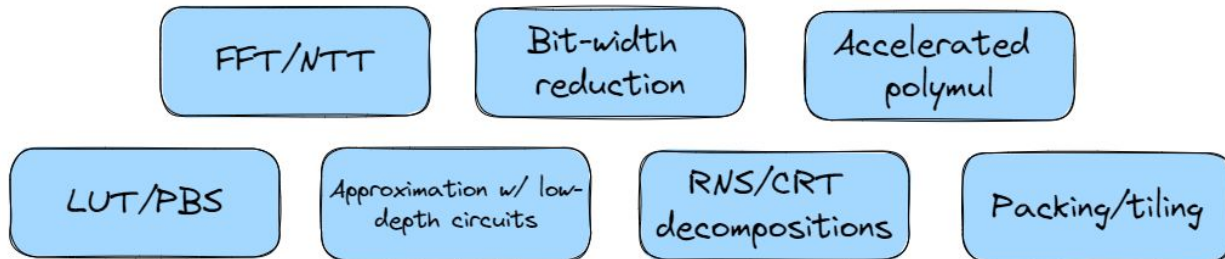 FFT/NTT
Bit-width
reduction
Accelerated
polymul
LUT/PBS
Approximation w/ low-
depth circuits
RNS/CRT
decompositions
Packing/tiling